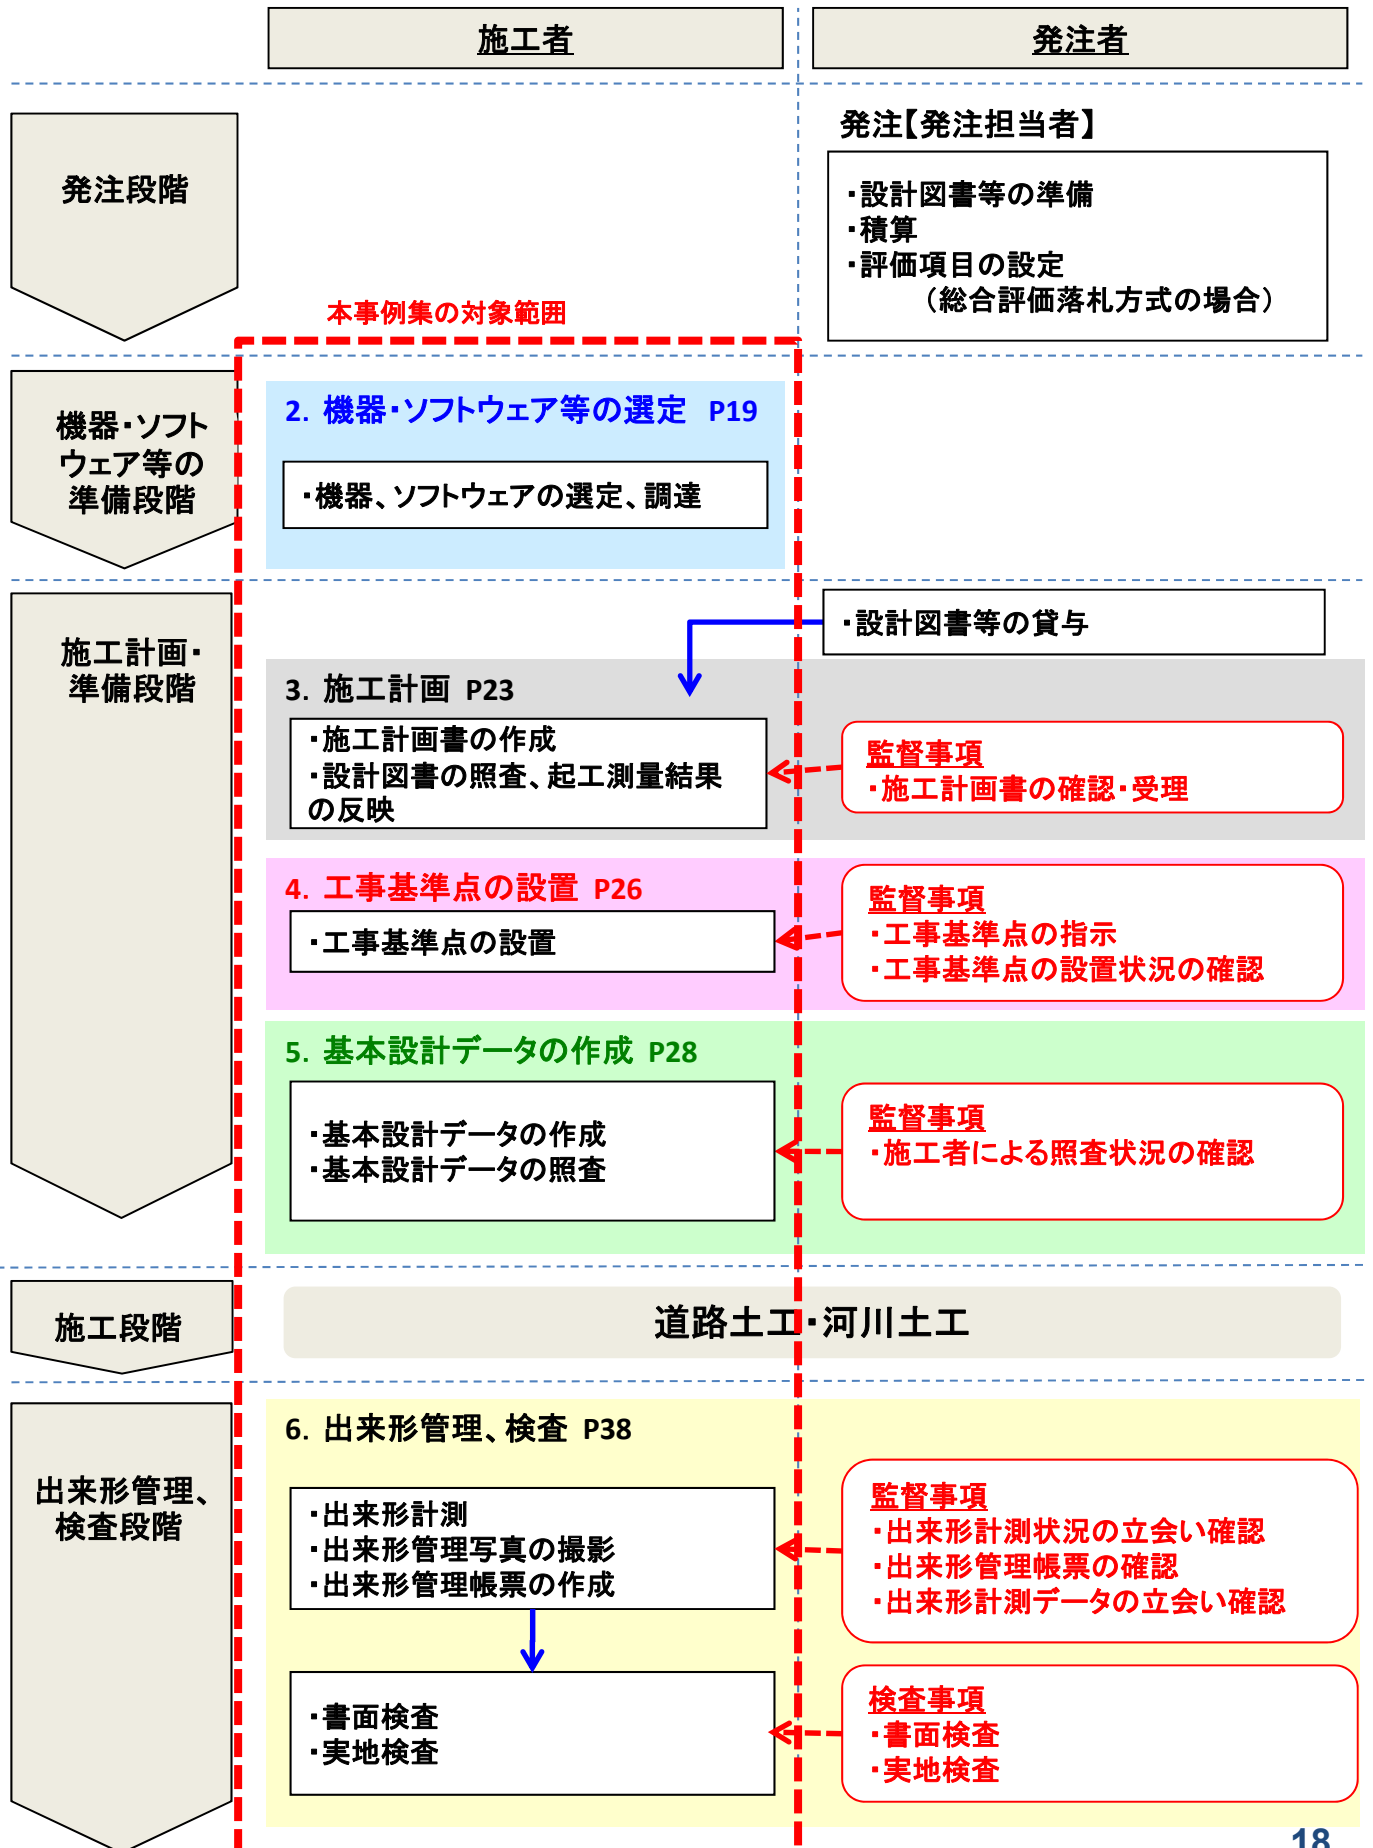 施工者
発注者
発注段階
発注【発注担当者】
・設計図書等の準備
・積算
・評価項目の設定
（総合評価落札方式の場合）
本事例集の対象範囲
機器・ソフト
ウェア等の
準備段階
2. 機器・ソフトウェア等の選定 P19
・機器、ソフトウェアの選定、調達
施工計画・
準備段階
・設計図書等の貸与
3. 施工計画 P23
・施工計画書の作成
・設計図書の照査、起工測量結果
の反映
監督事項
・施工計画書の確認・受理
4. 工事基準点の設置 P26
・工事基準点の設置
監督事項
・工事基準点の指示
・工事基準点の設置状況の確認
5. 基本設計データの作成 P28
・基本設計データの作成
・基本設計データの照査
監督事項
・施工者による照査状況の確認
施工段階
道路土工・河川土工
出来形管理、
検査段階
6. 出来形管理、検査 P38
・出来形計測
・出来形管理写真の撮影
・出来形管理帳票の作成
監督事項
・出来形計測状況の立会い確認
・出来形管理帳票の確認
・出来形計測データの立会い確認
・書面検査
・実地検査
検査事項
・書面検査
・実地検査
18